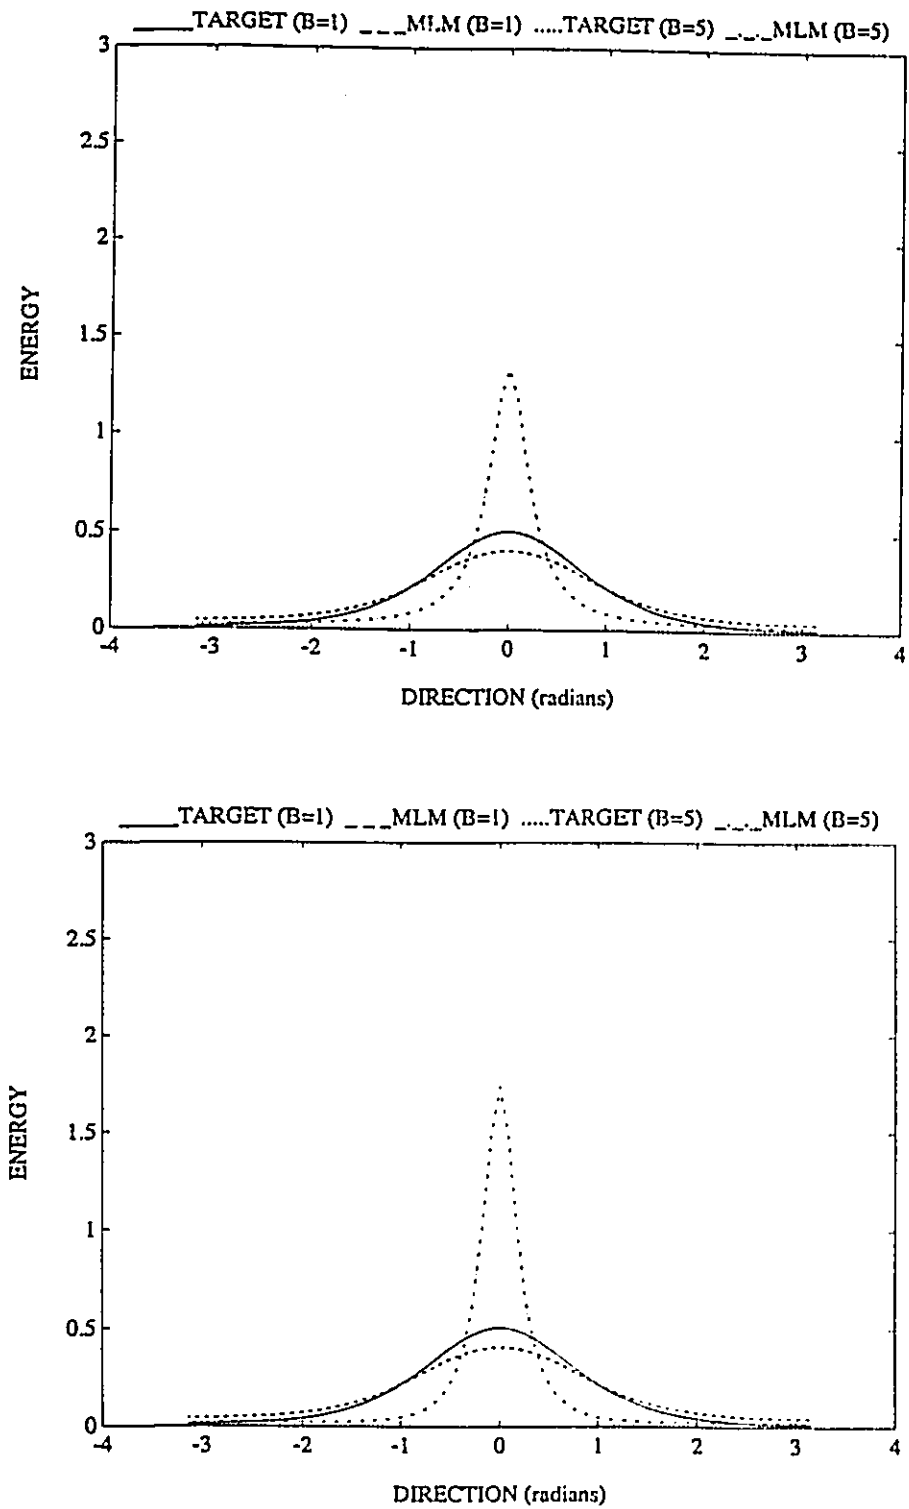 ____TARGET (B=1) _ _ _MLM (B=1) .....TARGET (B=5) _._._MLM (B=5)
3
2.5
2
1.5
1
0.5
0
ENERGY
-4 -3 -2 -1 0 1 2 3 4
DIRECTION (radians)
____TARGET (B=1) _ _ _MLM (B=1) .....TARGET (B=5) _._._MLM (B=5)
3
2.5
2
1.5
1
0.5
0
ENERGY
-4 -3 -2 -1 0 1 2 3 4
DIRECTION (radians)